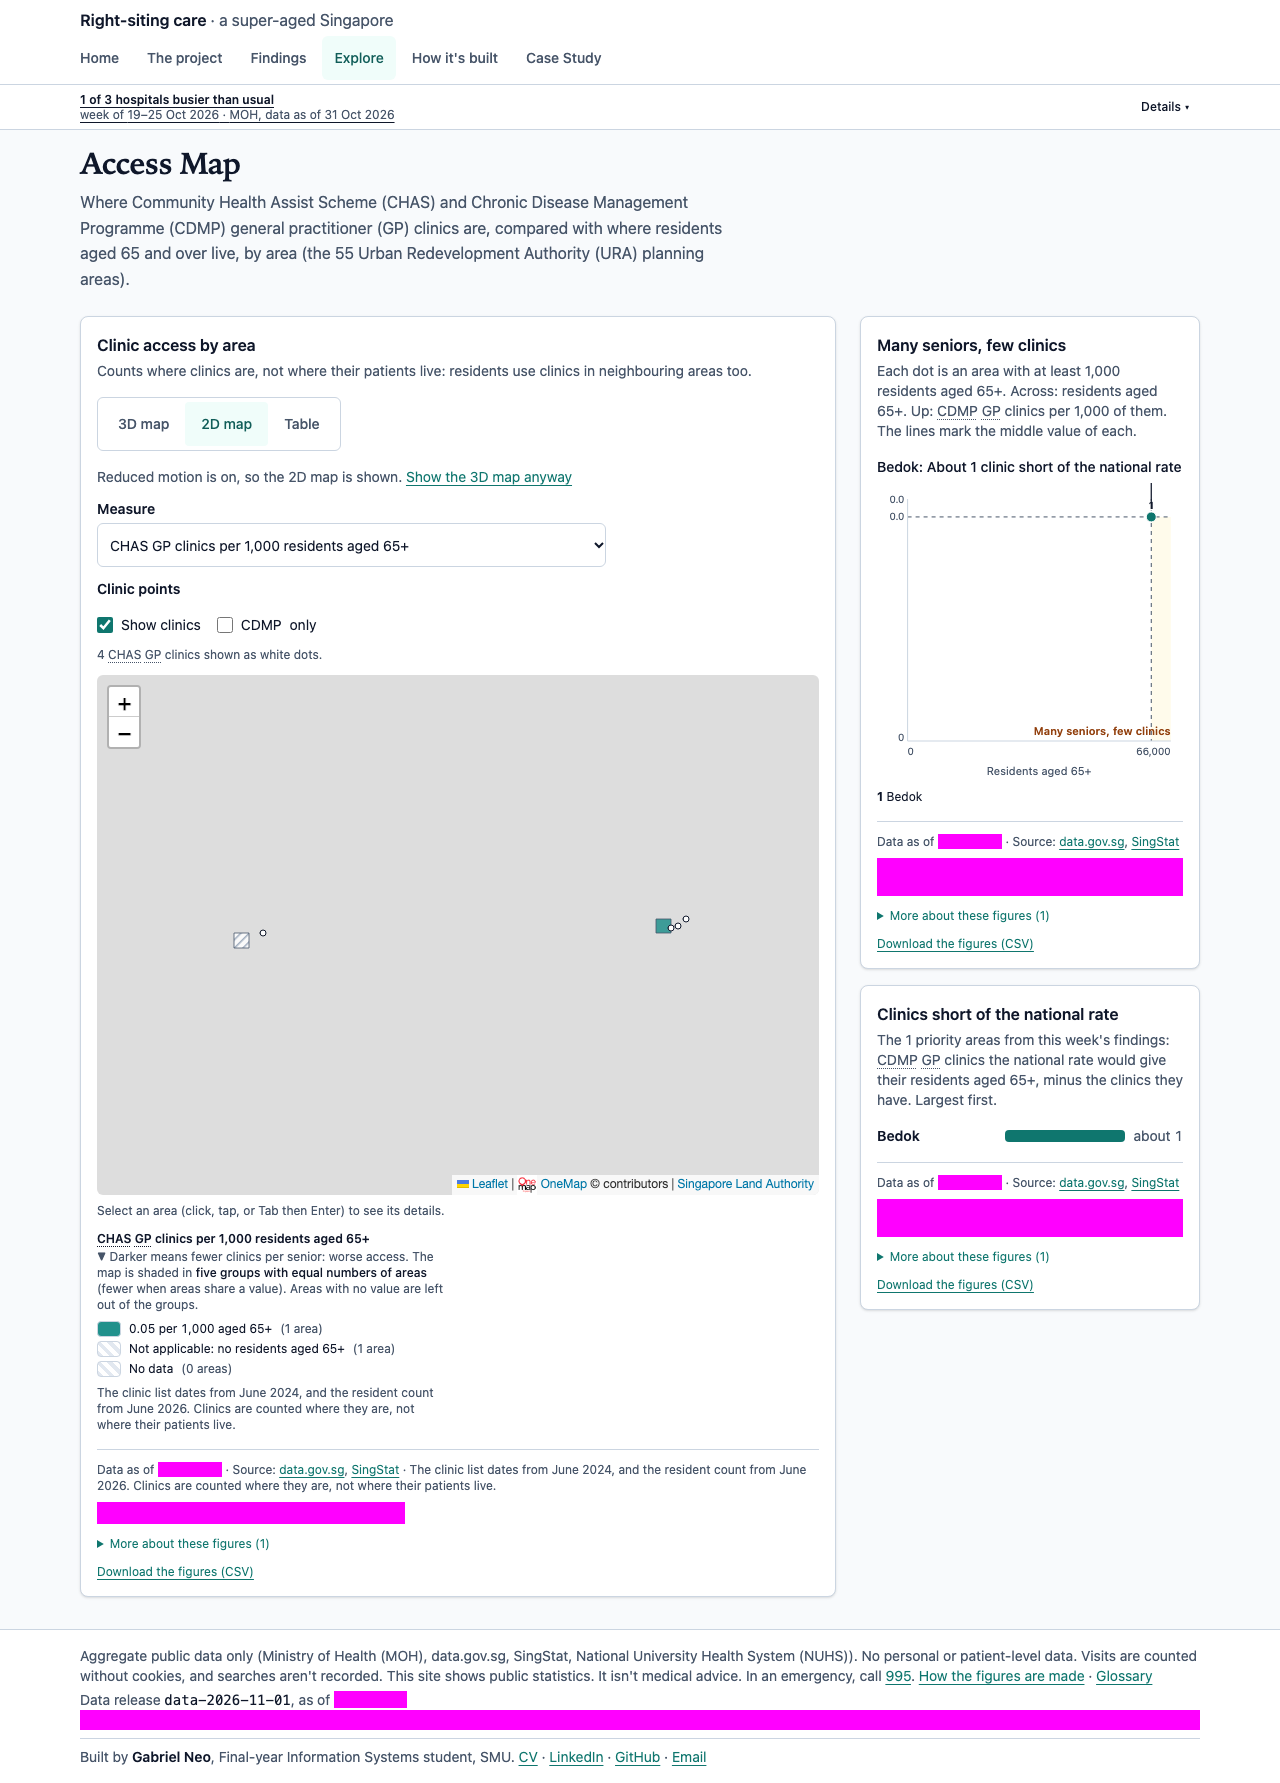 Right-siting care · a super-aged Singapore
Home The project Findings Explore How it's built Case Study
1 of 3 hospitals busier than usual
week of 19–25 Oct 2026 · MOH, data as of 31 Oct 2026
Details ▾
Access Map
Where Community Health Assist Scheme (CHAS) and Chronic Disease Management
Programme (CDMP) general practitioner (GP) clinics are, compared with where residents
aged 65 and over live, by area (the 55 Urban Redevelopment Authority (URA) planning
areas).
Clinic access by area
Counts where clinics are, not where their patients live: residents use clinics in neighbouring areas too.
3D map 2D map Table
Reduced motion is on, so the 2D map is shown. Show the 3D map anyway
Measure
CHAS GP clinics per 1,000 residents aged 65+
Clinic points
Show clinics CDMP only
4 CHAS GP clinics shown as white dots.
+
−
Leaflet | OneMap © contributors | Singapore Land Authority
Select an area (click, tap, or Tab then Enter) to see its details.
CHAS GP clinics per 1,000 residents aged 65+
▼ Darker means fewer clinics per senior: worse access. The
map is shaded in five groups with equal numbers of areas
(fewer when areas share a value). Areas with no value are left
out of the groups.
0.05 per 1,000 aged 65+ (1 area)
Not applicable: no residents aged 65+ (1 area)
No data (0 areas)
The clinic list dates from June 2024, and the resident count
from June 2026. Clinics are counted where they are, not
where their patients live.
Data as of · Source: data.gov.sg, SingStat · The clinic list dates from June 2024, and the resident count from June
2026. Clinics are counted where they are, not where their patients live.
▶ More about these figures (1)
Download the figures (CSV)
Many seniors, few clinics
Each dot is an area with at least 1,000
residents aged 65+. Across: residents aged
65+. Up: CDMP GP clinics per 1,000 of them.
The lines mark the middle value of each.
Bedok: About 1 clinic short of the national rate
0.0
1
0.0
Many seniors, few clinics
0
0 66,000
Residents aged 65+
1 Bedok
Data as of · Source: data.gov.sg, SingStat
▶ More about these figures (1)
Download the figures (CSV)
Clinics short of the national rate
The 1 priority areas from this week's findings:
CDMP GP clinics the national rate would give
their residents aged 65+, minus the clinics they
have. Largest first.
Bedok about 1
Data as of · Source: data.gov.sg, SingStat
▶ More about these figures (1)
Download the figures (CSV)
Aggregate public data only (Ministry of Health (MOH), data.gov.sg, SingStat, National University Health System (NUHS)). No personal or patient-level data. Visits are counted
without cookies, and searches aren't recorded. This site shows public statistics. It isn't medical advice. In an emergency, call 995. How the figures are made · Glossary
Data release data-2026-11-01, as of
Built by Gabriel Neo, Final-year Information Systems student, SMU. CV · LinkedIn · GitHub · Email